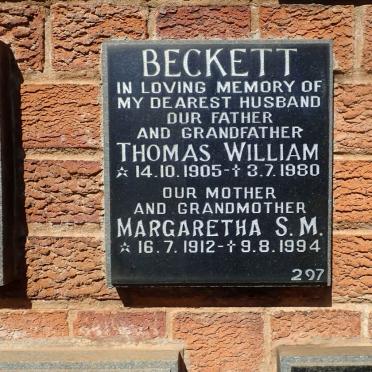 BECKETT
IN LOVING MEMORY OF
MY DEAREST HUSBAND
OUR FATHER
AND GRANDFATHER
THOMAS WILLIAM
☆ 14.10.1905-✝ 3.7.1980
OUR MOTHER
AND GRANDMOTHER
MARGARETHA S.M.
☆ 16.7.1912-✝ 9.8.1994
297